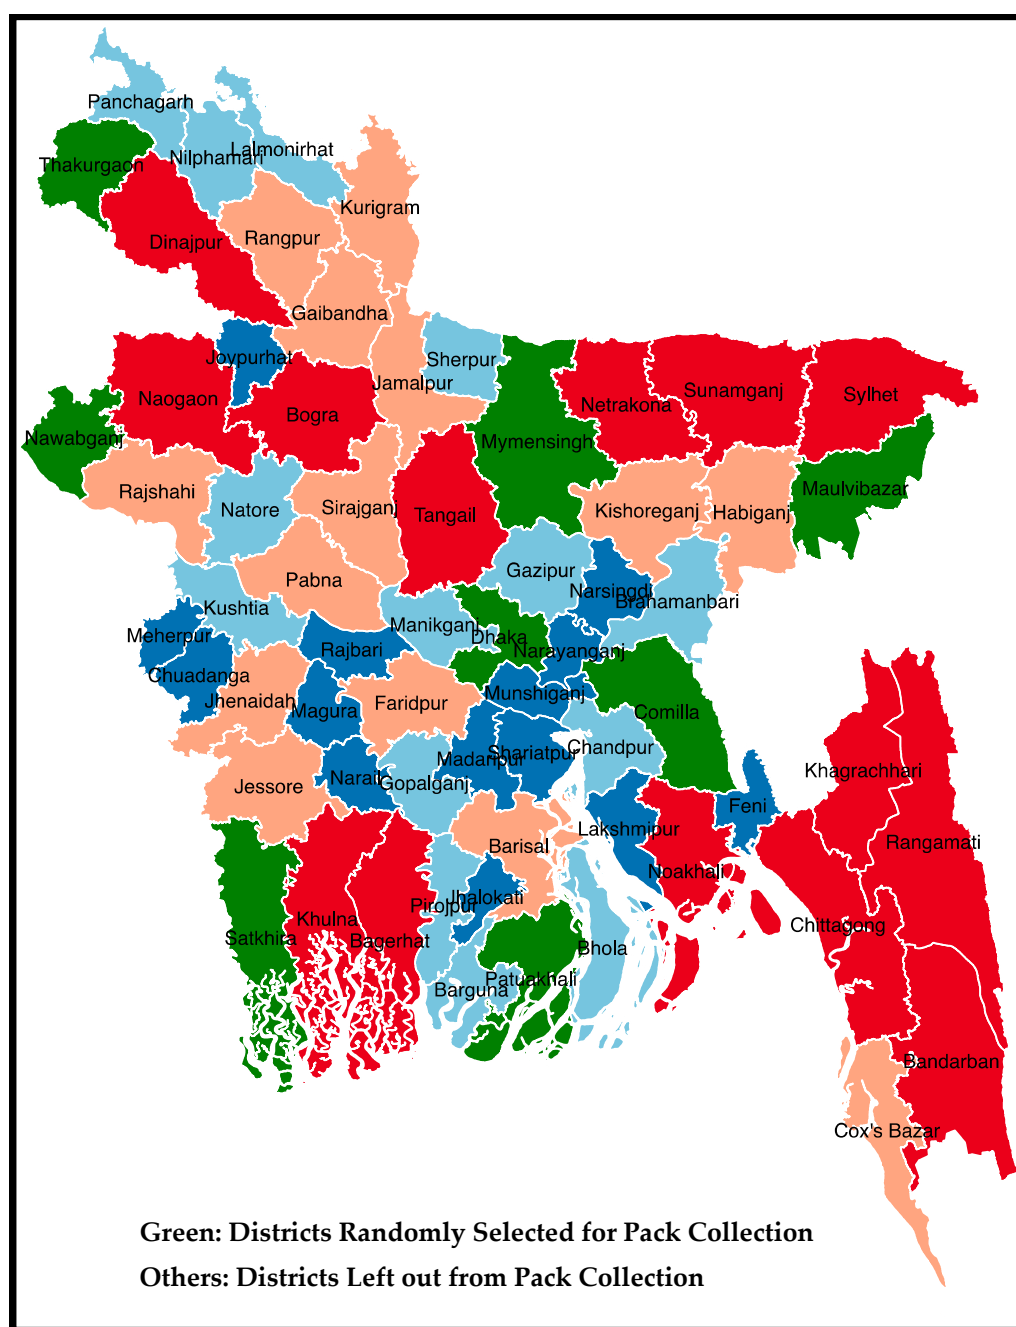 Panchagarh
Thakurgaon
Nilphamari
Lalmonirhat
Kurigram
Dinajpur
Rangpur
Gaibandha
Joypurhat
Sherpur
Jamalpur
Naogaon
Bogra
Netrakona
Sunamganj
Sylhet
Nawabganj
Mymensingh
Rajshahi
Natore
Sirajganj
Tangail
Kishoreganj
Habiganj
Maulvibazar
Pabna
Gazipur
Narsingdi
Brahamanbari
Kushtia
Manikganj
Dhaka
Meherpur
Rajbari
Narayanganj
Chuadanga
Jhenaidah
Magura
Faridpur
Munshiganj
Comilla
Madaripur
Shariatpur
Chandpur
Jessore
Narail
Gopalganj
Khagrachhari
Feni
Lakshmipur
Barisal
Rangamati
Noakhali
Pirojpur
Jhalokati
Khulna
Satkhira
Bagerhat
Chittagong
Bhola
Patuakhali
Barguna
Bandarban
Cox's Bazar
Green: Districts Randomly Selected for Pack Collection
Others: Districts Left out from Pack Collection